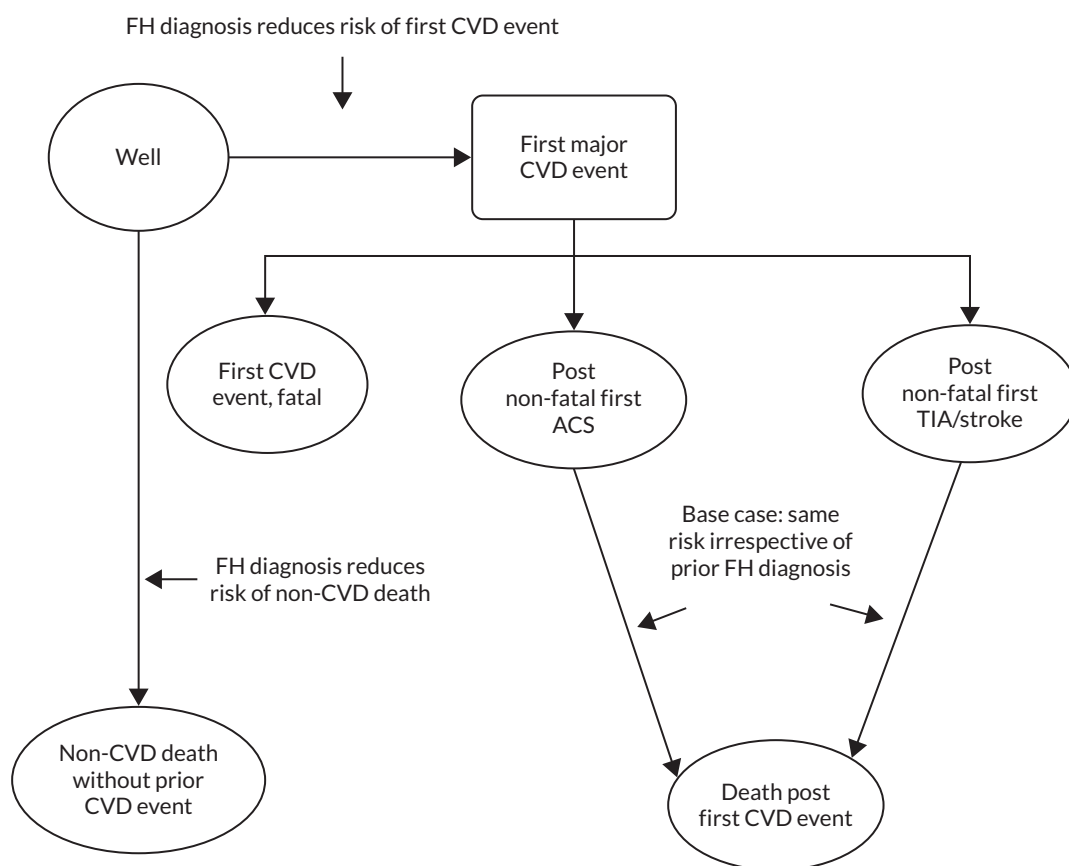 FH diagnosis reduces risk of first CVD event
Well
First major
CVD event
First CVD
event, fatal
Post
non-fatal first
ACS
Post
non-fatal first
TIA/stroke
Base case: same
risk irrespective of
prior FH diagnosis
FH diagnosis reduces
risk of non-CVD death
Non-CVD death
without prior
CVD event
Death post
first CVD event